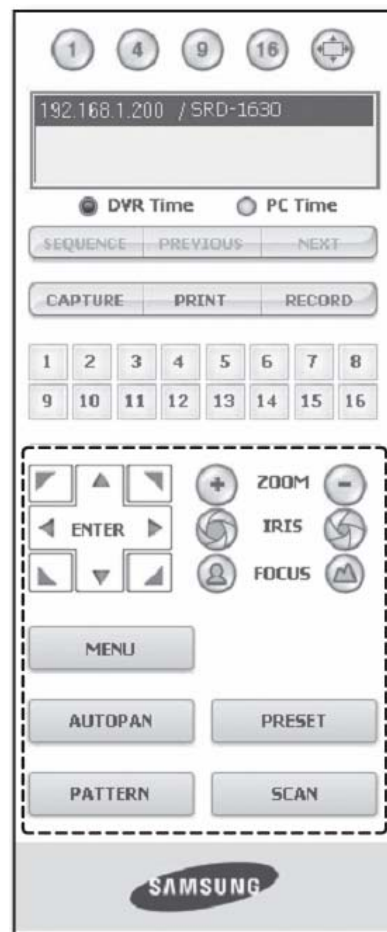 1 4 9 16
192.168.1.200 / SRD-1630
DVR Time PC Time
SEQUENCE PREVIOUS NEXT
CAPTURE PRINT RECORD
1 2 3 4 5 6 7 8
9 10 11 12 13 14 15 16
ZOOM
ENTER IRIS
FOCUS
MENU
AUTOPAN PRESET
PATTERN SCAN
SAMSUNG